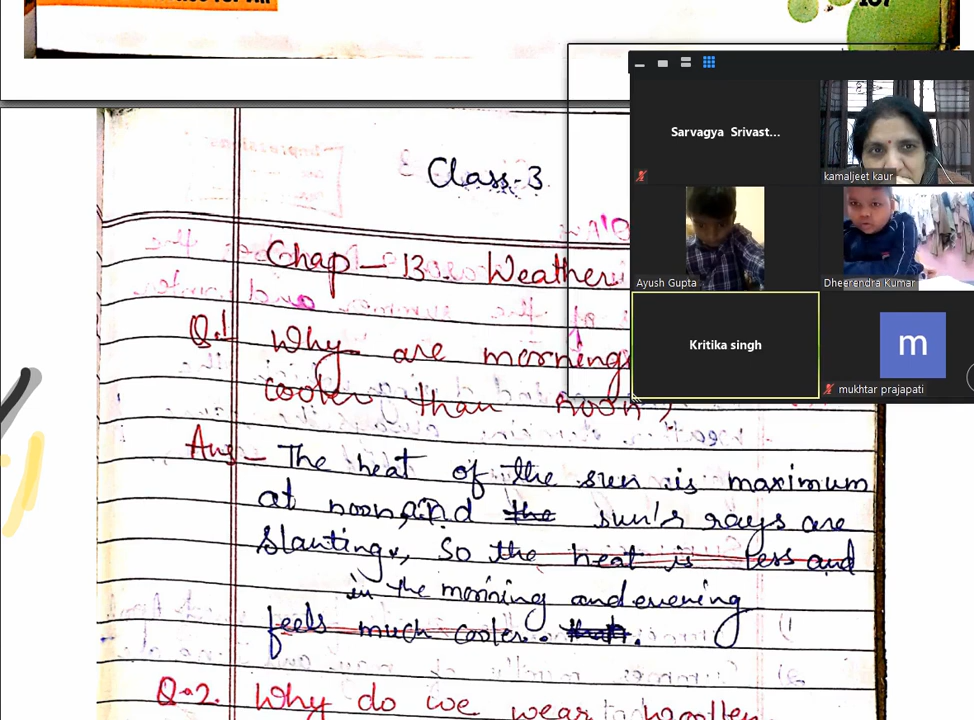 107
Class-3
Chap - 13 Weather
Q.1 Why are mornings
cooler than noon?
Ans - The heat of the sun is maximum
at noon, and the sun's rays are
slanting, so the heat is less and
in the morning and evening
feels much cooler.
Q.2. Why do we wear woollen
Sarvagya Srivast...
kamaljeet kaur
Ayush Gupta
Dheerendra Kumar
Kritika singh
m
mukhtar prajapati